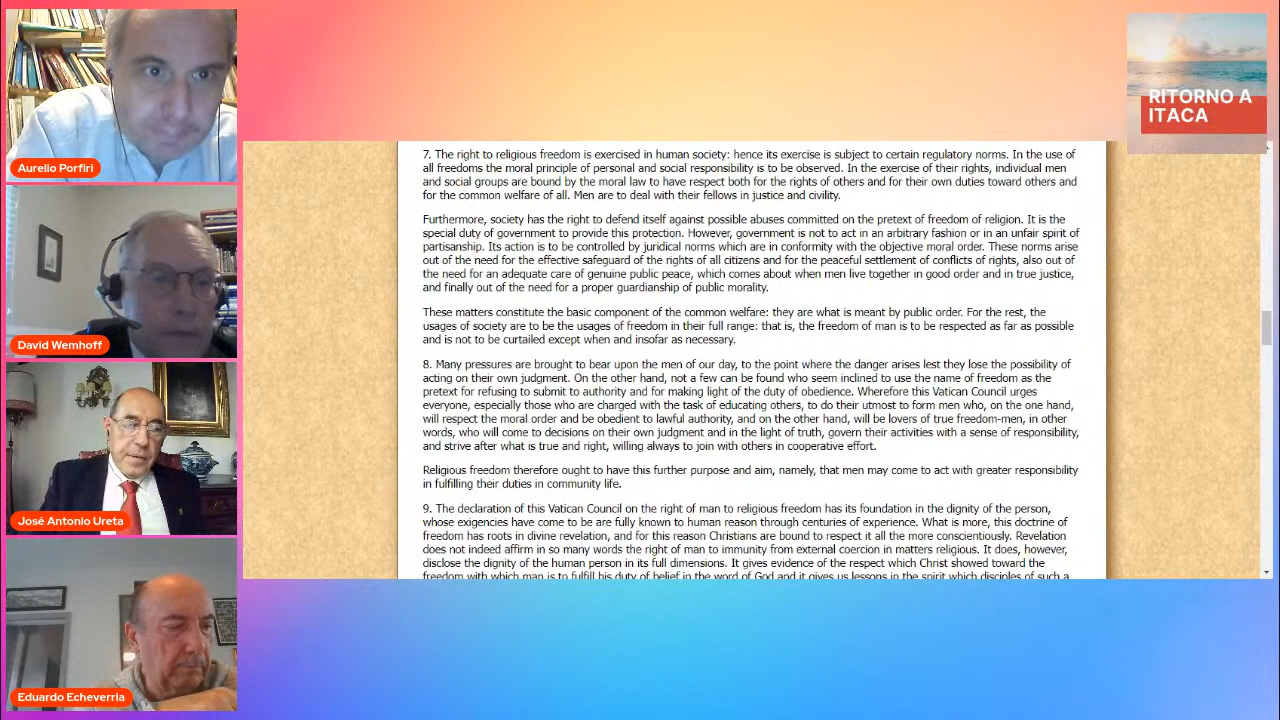 Aurelio Porfiri
David Wemhoff
José Antonio Ureta
Eduardo Echeverria
RITORNO A
ITACA
7. The right to religious freedom is exercised in human society: hence its exercise is subject to certain regulatory norms. In the use of
all freedoms the moral principle of personal and social responsibility is to be observed. In the exercise of their rights, individual men
and social groups are bound by the moral law to have respect both for the rights of others and for their own duties toward others and
for the common welfare of all. Men are to deal with their fellows in justice and civility.
Furthermore, society has the right to defend itself against possible abuses committed on the pretext of freedom of religion. It is the
special duty of government to provide this protection. However, government is not to act in an arbitrary fashion or in an unfair spirit of
partisanship. Its action is to be controlled by juridical norms which are in conformity with the objective moral order. These norms arise
out of the need for the effective safeguard of the rights of all citizens and for the peaceful settlement of conflicts of rights, also out of
the need for an adequate care of genuine public peace, which comes about when men live together in good order and in true justice,
and finally out of the need for a proper guardianship of public morality.
These matters constitute the basic component of the common welfare: they are what is meant by public order. For the rest, the
usages of society are to be the usages of freedom in their full range: that is, the freedom of man is to be respected as far as possible
and is not to be curtailed except when and insofar as necessary.
8. Many pressures are brought to bear upon the men of our day, to the point where the danger arises lest they lose the possibility of
acting on their own judgment. On the other hand, not a few can be found who seem inclined to use the name of freedom as the
pretext for refusing to submit to authority and for making light of the duty of obedience. Wherefore this Vatican Council urges
everyone, especially those who are charged with the task of educating others, to do their utmost to form men who, on the one hand,
will respect the moral order and be obedient to lawful authority, and on the other hand, will be lovers of true freedom-men, in other
words, who will come to decisions on their own judgment and in the light of truth, govern their activities with a sense of responsibility,
and strive after what is true and right, willing always to join with others in cooperative effort.
Religious freedom therefore ought to have this further purpose and aim, namely, that men may come to act with greater responsibility
in fulfilling their duties in community life.
9. The declaration of this Vatican Council on the right of man to religious freedom has its foundation in the dignity of the person,
whose exigencies have come to be are fully known to human reason through centuries of experience. What is more, this doctrine of
freedom has roots in divine revelation, and for this reason Christians are bound to respect it all the more conscientiously. Revelation
does not indeed affirm in so many words the right of man to immunity from external coercion in matters religious. It does, however,
disclose the dignity of the human person in its full dimensions. It gives evidence of the respect which Christ showed toward the
freedom with which man is to fulfill his duty of belief in the word of God and it gives us lessons in the spirit which disciples of such a